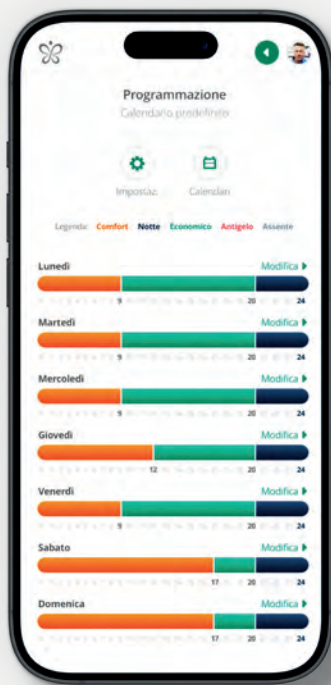 Programmazione
Calendario predefinito
Impostaz.
Calendari
Legenda: Comfort Notte Economico Antigelo Assente
Lunedì Modifica
9 20 24
Martedì Modifica
9 20 24
Mercoledì Modifica
9 20 24
Giovedì Modifica
12 20 24
Venerdì Modifica
9 20 24
Sabato Modifica
17 20 24
Domenica Modifica
17 20 24